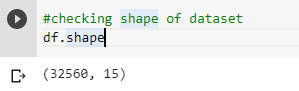 #checking shape of dataset
df.shape
(32560, 15)